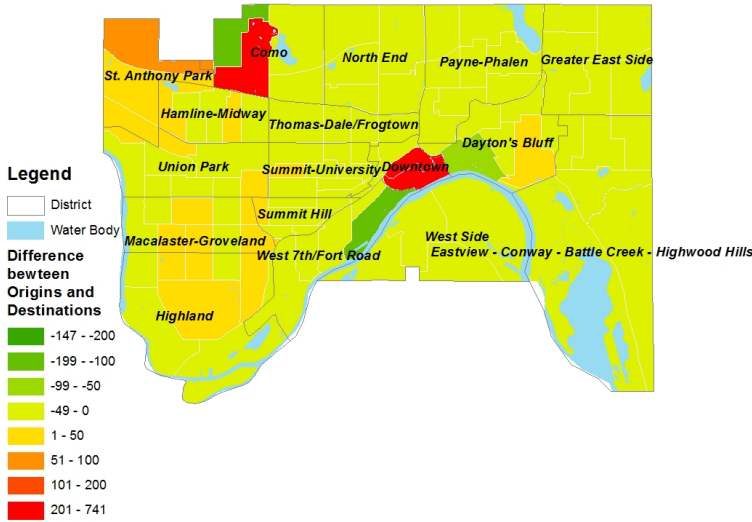 Como
North End
Payne-Phalen
Greater East Side
St. Anthony Park
Hamline-Midway
Thomas-Dale/Frogtown
Dayton's Bluff
Union Park
Summit-University
Downtown
Summit Hill
Macalaster-Groveland
West Side
West 7th/Fort Road
Eastview - Conway - Battle Creek - Highwood Hills
Highland
Legend
District
Water Body
Difference
bewteen
Origins and
Destinations
-147 - -200
-199 - -100
-99 - -50
-49 - 0
1 - 50
51 - 100
101 - 200
201 - 741